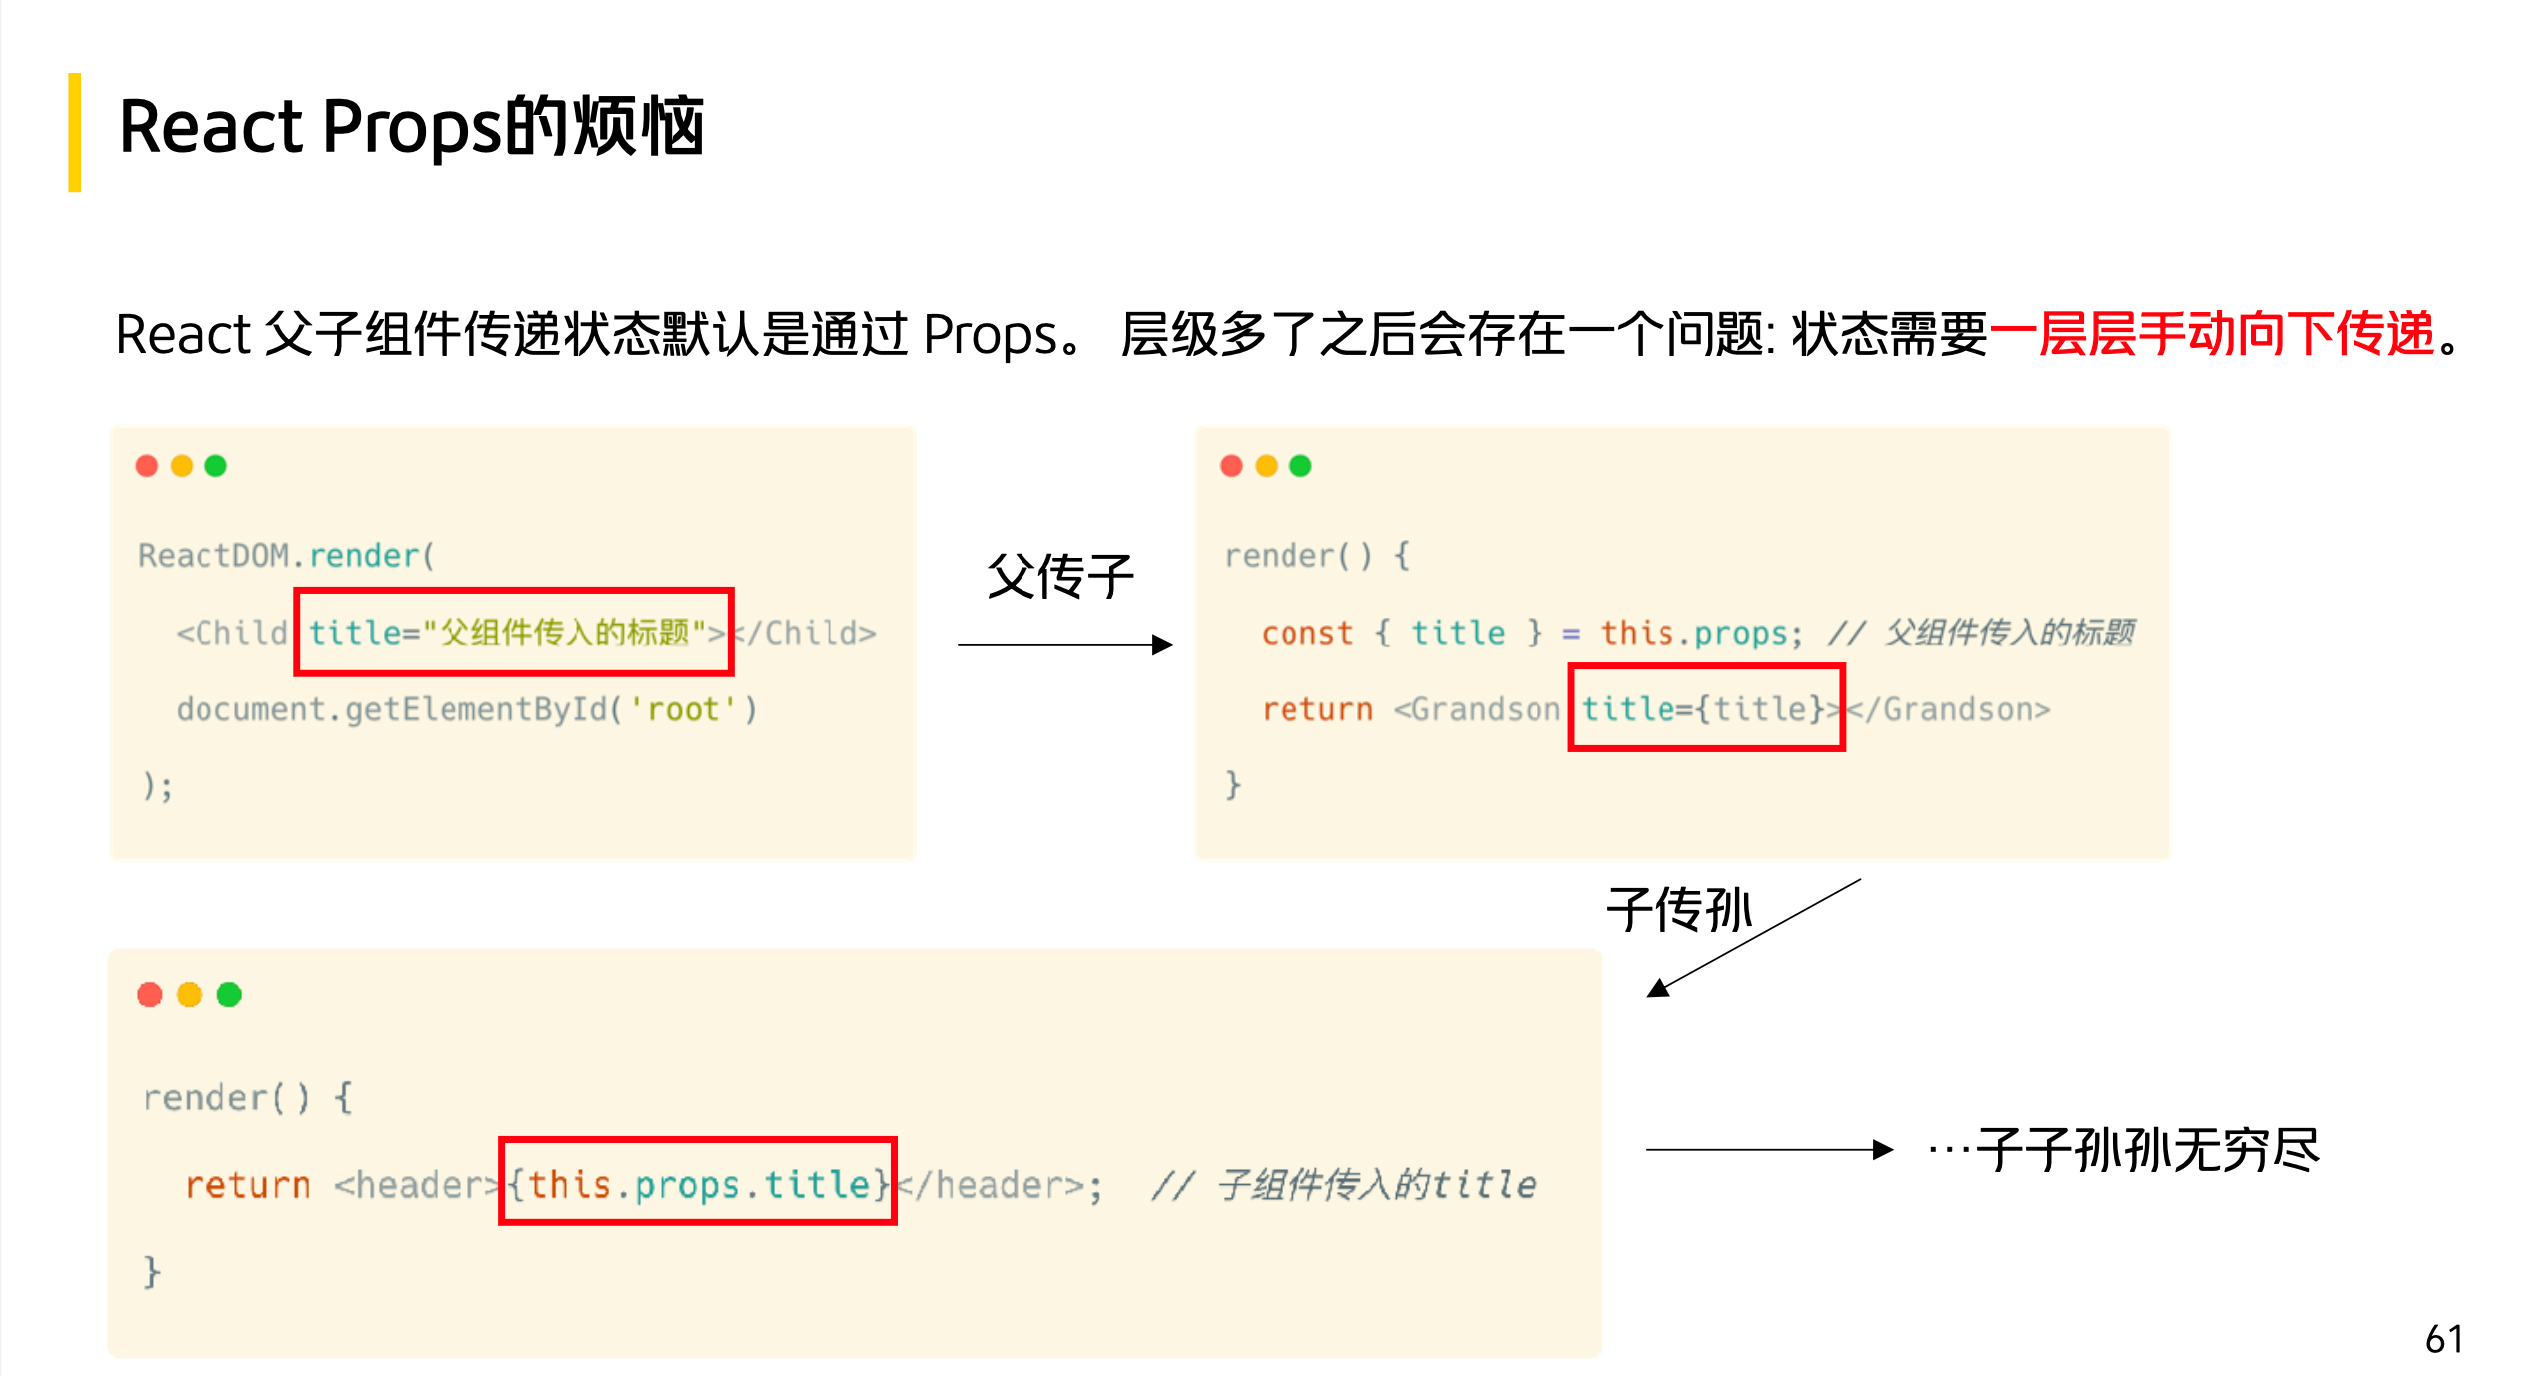 React Props的烦恼
React 父子组件传递状态默认是通过 Props。 层级多了之后会存在一个问题: 状态需要一层层手动向下传递。
ReactDOM.render(
<Child title="父组件传入的标题"></Child>
document.getElementById('root')
);
父传子
render() {
const { title } = this.props; // 父组件传入的标题
return <Grandson title={title}></Grandson>
}
子传孙
render() {
return <header>{this.props.title}</header>; // 子组件传入的title
}
…子子孙孙无穷尽
61